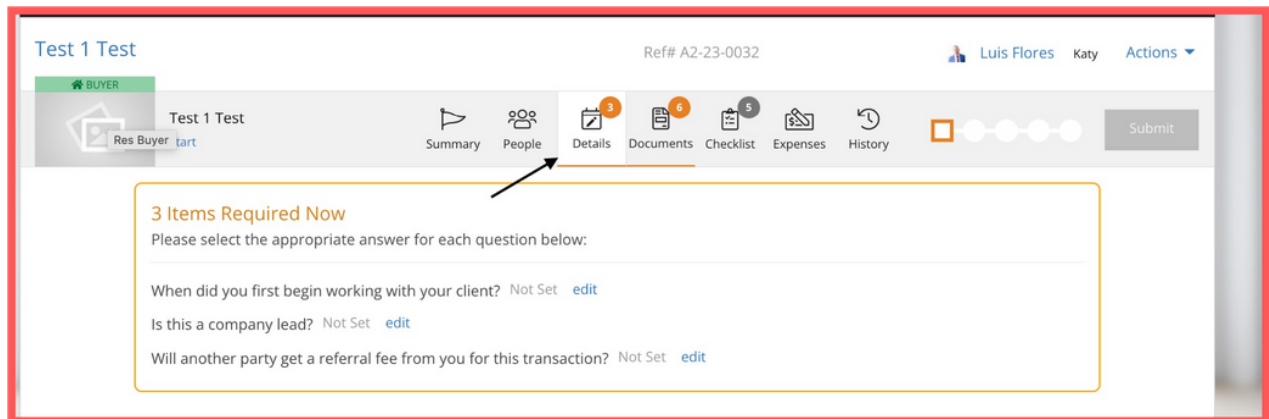 Test 1 Test
Ref# A2-23-0032
Luis Flores Katy Actions
BUYER
Test 1 Test
Res Buyer
3 6 5
Summary People Details Documents Checklist Expenses History
Submit
3 Items Required Now
Please select the appropriate answer for each question below:
When did you first begin working with your client? Not Set edit
Is this a company lead? Not Set edit
Will another party get a referral fee from you for this transaction? Not Set edit